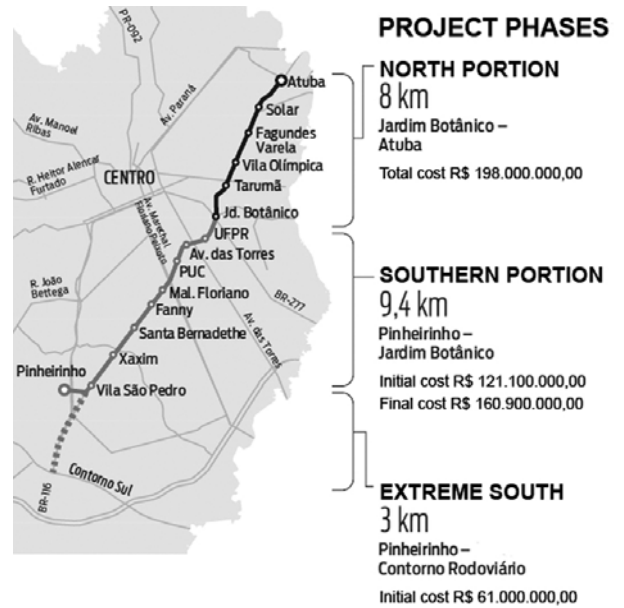 PR-092
Av. Paraná
Atuba
Solar
Av. Manoel
Ribas
Fagundes
Varela
Vila Olímpica
R. Heitor Alencar
Furtado
CENTRO
Tarumã
Jd. Botânico
Av. Marechal
Floriano Peixoto
UFPR
Av. das Torres
PUC
R. João
Bettega
Mal. Floriano
BR-277
Fanny
Santa Bernadethe
Av. das Torres
Xaxim
Pinheirinho
Vila São Pedro
Contorno Sul
BR-116
PROJECT PHASES
NORTH PORTION
8 km
Jardim Botânico –
Atuba
Total cost R$ 198.000.000,00
SOUTHERN PORTION
9,4 km
Pinheirinho –
Jardim Botânico
Initial cost R$ 121.100.000,00
Final cost R$ 160.900.000,00
EXTREME SOUTH
3 km
Pinheirinho –
Contorno Rodoviário
Initial cost R$ 61.000.000,00